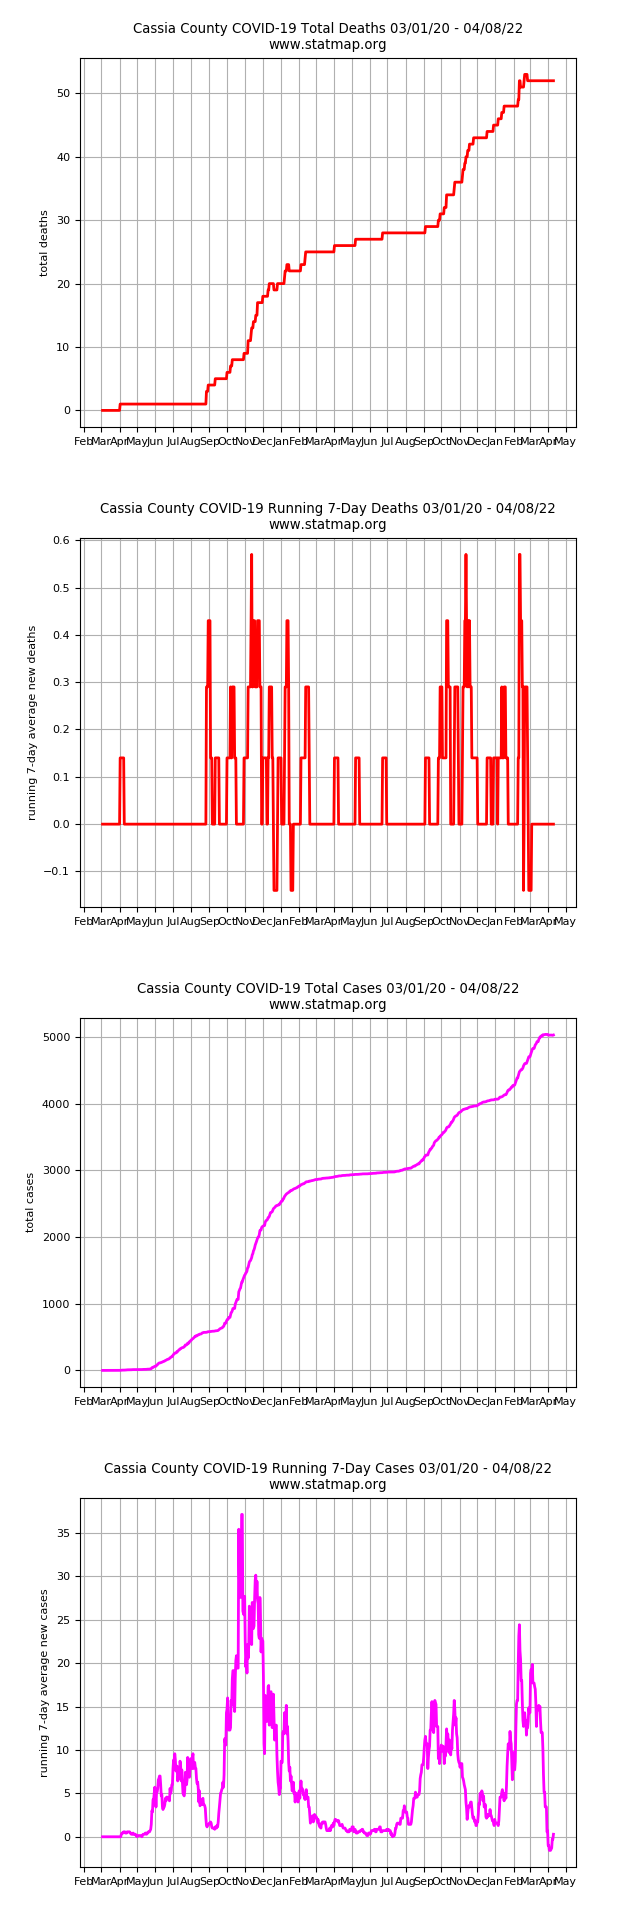 Cassia County COVID-19 Total Deaths 03/01/20 - 04/08/22
www.statmap.org
50
40
30
20
10
0
total deaths
Feb Mar Apr May Jun Jul Aug Sep Oct Nov Dec Jan Feb Mar Apr May Jun Jul Aug Sep Oct Nov Dec Jan Feb Mar Apr May
Cassia County COVID-19 Running 7-Day Deaths 03/01/20 - 04/08/22
www.statmap.org
0.6
0.5
0.4
0.3
0.2
0.1
0.0
−0.1
running 7-day average new deaths
Feb Mar Apr May Jun Jul Aug Sep Oct Nov Dec Jan Feb Mar Apr May Jun Jul Aug Sep Oct Nov Dec Jan Feb Mar Apr May
Cassia County COVID-19 Total Cases 03/01/20 - 04/08/22
www.statmap.org
5000
4000
3000
2000
1000
0
total cases
Feb Mar Apr May Jun Jul Aug Sep Oct Nov Dec Jan Feb Mar Apr May Jun Jul Aug Sep Oct Nov Dec Jan Feb Mar Apr May
Cassia County COVID-19 Running 7-Day Cases 03/01/20 - 04/08/22
www.statmap.org
35
30
25
20
15
10
5
0
running 7-day average new cases
Feb Mar Apr May Jun Jul Aug Sep Oct Nov Dec Jan Feb Mar Apr May Jun Jul Aug Sep Oct Nov Dec Jan Feb Mar Apr May